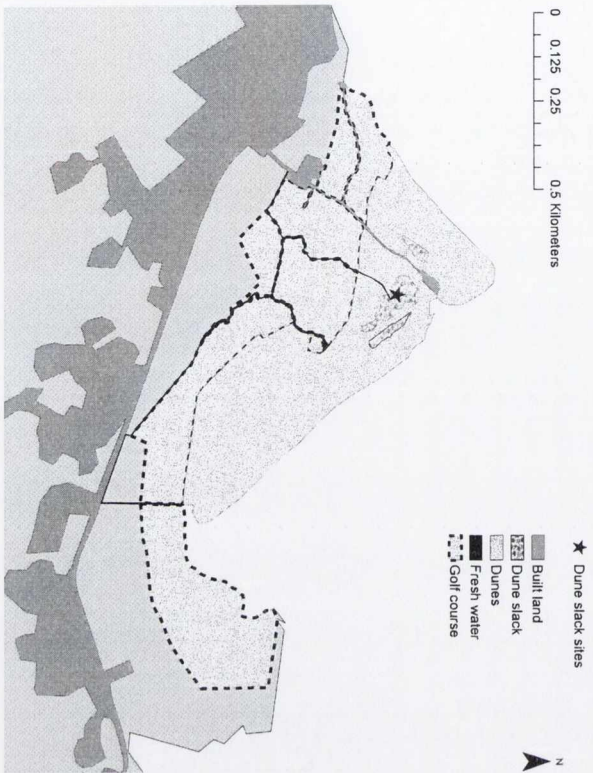 0 0.125 0.25 0.5 Kilometers
Dune slack sites
Built land
Dune slack
Dunes
Fresh water
Golf course
N